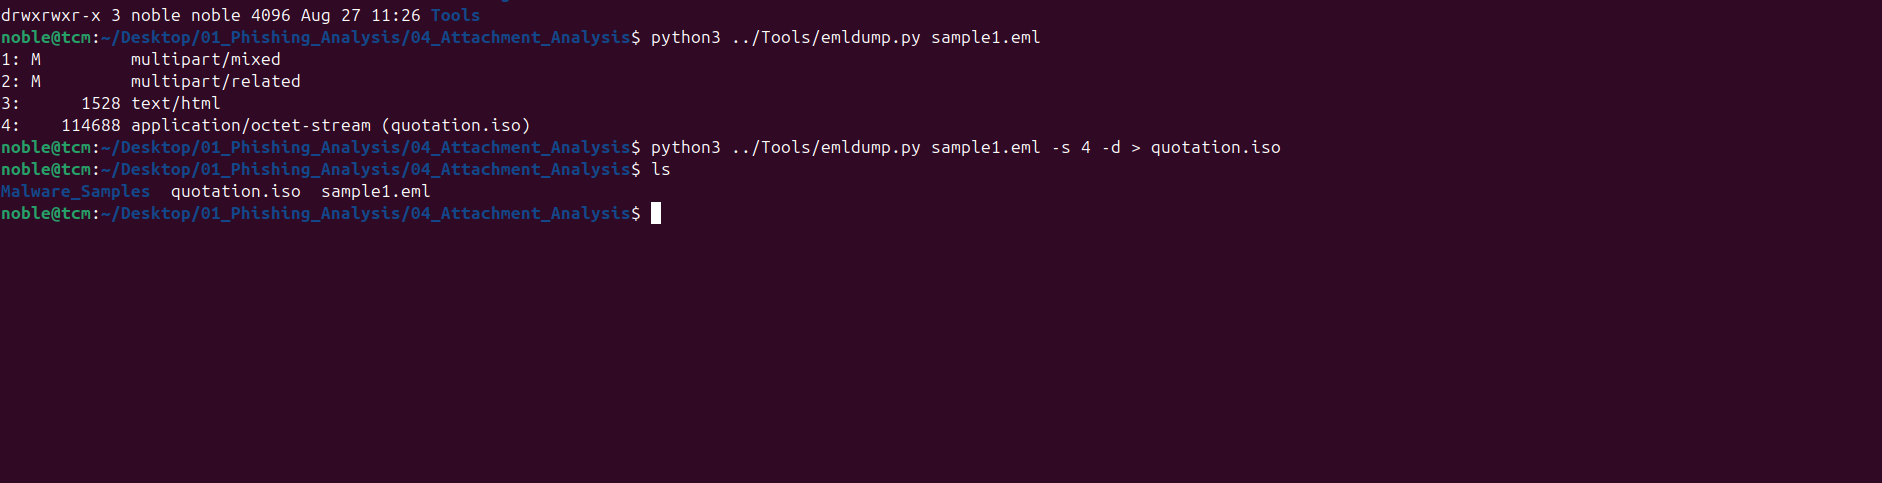 drwxrwxr-x 3 noble noble 4096 Aug 27 11:26 Tools
noble@tcm:~/Desktop/01_Phishing_Analysis/04_Attachment_Analysis$ python3 ../Tools/emldump.py sample1.eml
1: M         multipart/mixed
2: M         multipart/related
3:      1528 text/html
4:    114688 application/octet-stream (quotation.iso)
noble@tcm:~/Desktop/01_Phishing_Analysis/04_Attachment_Analysis$ python3 ../Tools/emldump.py sample1.eml -s 4 -d > quotation.iso
noble@tcm:~/Desktop/01_Phishing_Analysis/04_Attachment_Analysis$ ls
Malware_Samples  quotation.iso  sample1.eml
noble@tcm:~/Desktop/01_Phishing_Analysis/04_Attachment_Analysis$